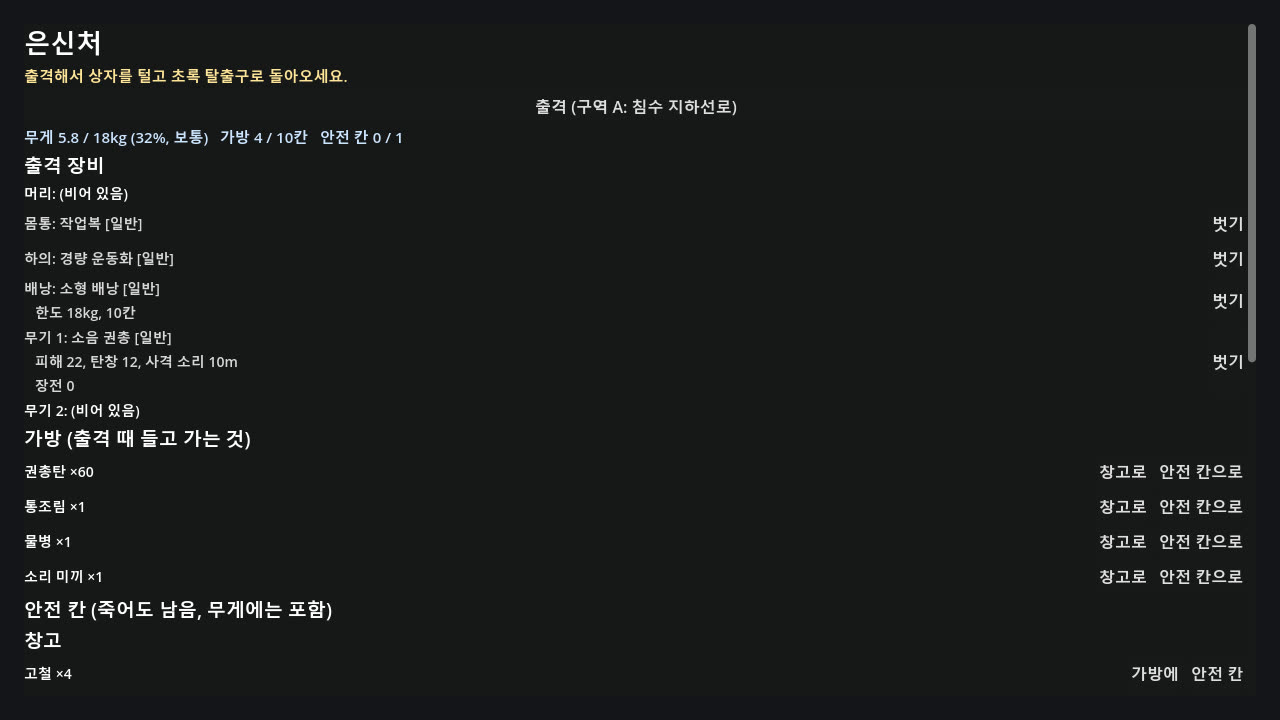 은신처
출격해서 상자를 털고 초록 탈출구로 돌아오세요.
출격 (구역 A: 침수 지하선로)
무게 5.8 / 18kg (32%, 보통) 가방 4 / 10칸 안전 칸 0 / 1
출격 장비
머리: (비어 있음)
몸통: 작업복 [일반] 벗기
하의: 경량 운동화 [일반] 벗기
배낭: 소형 배낭 [일반]
한도 18kg, 10칸 벗기
무기 1: 소음 권총 [일반]
피해 22, 탄창 12, 사격 소리 10m 벗기
장전 0
무기 2: (비어 있음)
가방 (출격 때 들고 가는 것)
권총탄 ×60 창고로 안전 칸으로
통조림 ×1 창고로 안전 칸으로
물병 ×1 창고로 안전 칸으로
소리 미끼 ×1 창고로 안전 칸으로
안전 칸 (죽어도 남음, 무게에는 포함)
창고
고철 ×4 가방에 안전 칸